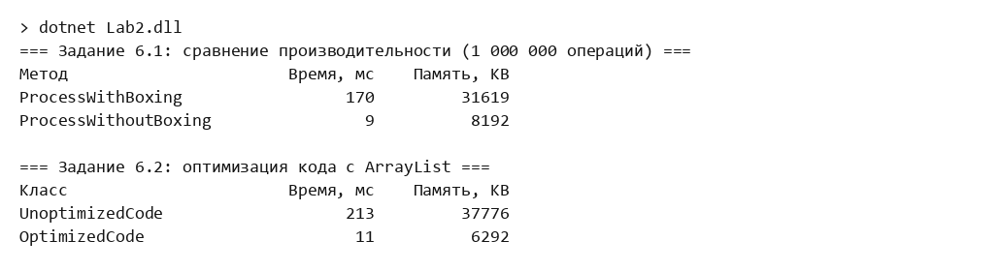 > dotnet Lab2.dll
=== Задание 6.1: сравнение производительности (1 000 000 операций) ===
Метод                       Время, мс    Память, КВ
ProcessWithBoxing                 170         31619
ProcessWithoutBoxing                9          8192

=== Задание 6.2: оптимизация кода с ArrayList ===
Класс                       Время, мс    Память, КВ
UnoptimizedCode                   213         37776
OptimizedCode                      11          6292